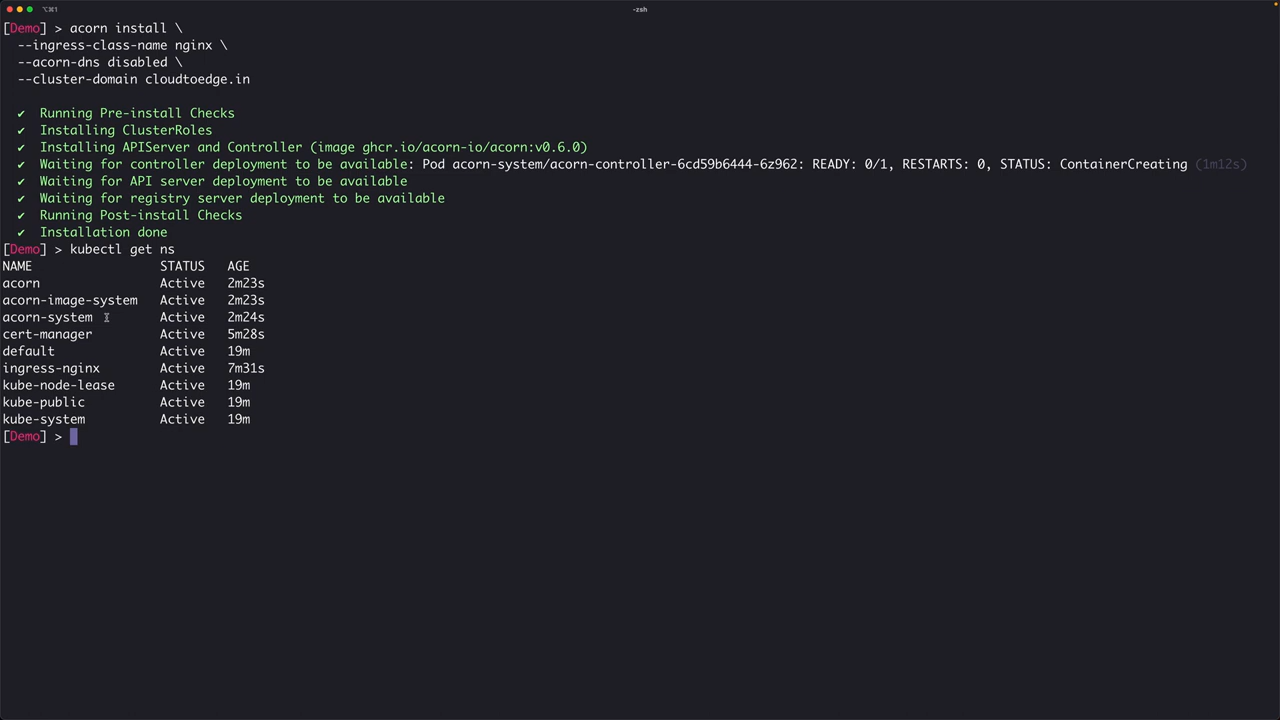 ⌥⌘1
-zsh
[Demo] > acorn install \
--ingress-class-name nginx \
--acorn-dns disabled \
--cluster-domain cloudtoedge.in
✔ Running Pre-install Checks
✔ Installing ClusterRoles
✔ Installing APIServer and Controller (image ghcr.io/acorn-io/acorn:v0.6.0)
✔ Waiting for controller deployment to be available: Pod acorn-system/acorn-controller-6cd59b6444-6z962: READY: 0/1, RESTARTS: 0, STATUS: ContainerCreating (1m12s)
✔ Waiting for API server deployment to be available
✔ Waiting for registry server deployment to be available
✔ Running Post-install Checks
✔ Installation done
[Demo] > kubectl get ns
NAME STATUS AGE
acorn Active 2m23s
acorn-image-system Active 2m23s
acorn-system Active 2m24s
cert-manager Active 5m28s
default Active 19m
ingress-nginx Active 7m31s
kube-node-lease Active 19m
kube-public Active 19m
kube-system Active 19m
[Demo] >